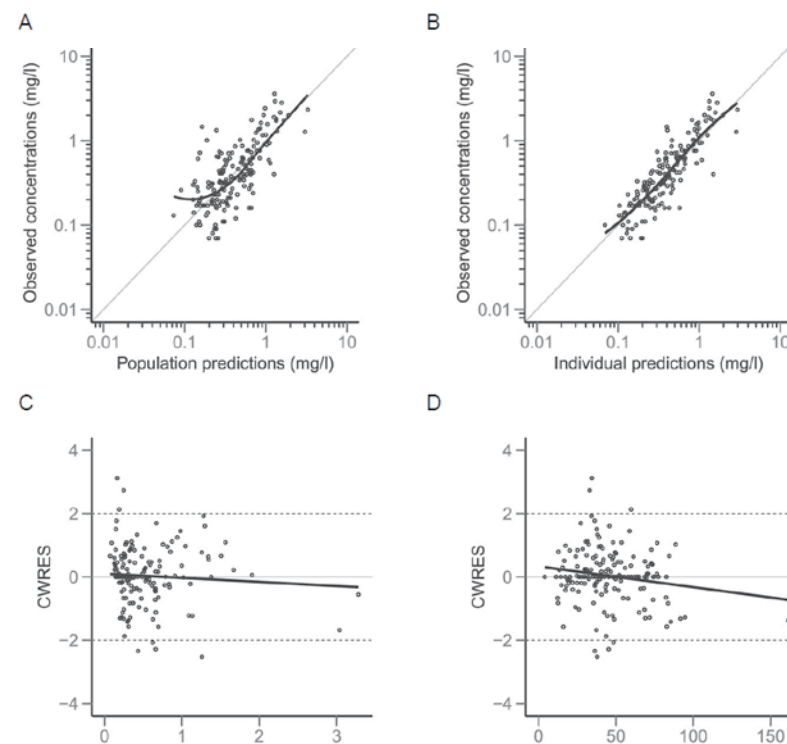 A
B
10
1
0.1
0.01
Observed concentrations (mg/l)
0.01 0.1 1 10
Population predictions (mg/l)
10
1
0.1
0.01
Observed concentrations (mg/l)
0.01 0.1 1 10
Individual predictions (mg/l)
C
D
4
2
0
−2
−4
CWRES
0 1 2 3
4
2
0
−2
−4
CWRES
0 50 100 150